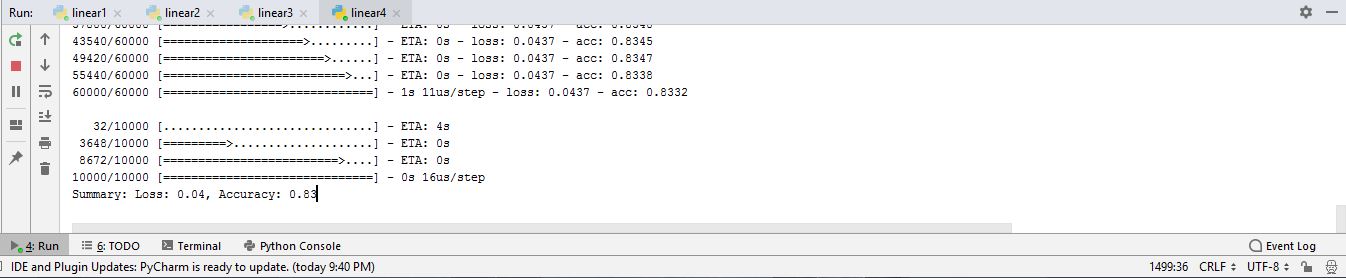 Run: linear1 × linear2 × linear3 × linear4 ×
43540/60000 [====================>.........] - ETA: 0s - loss: 0.0437 - acc: 0.8345
49420/60000 [=======================>......] - ETA: 0s - loss: 0.0437 - acc: 0.8347
55440/60000 [==========================>...] - ETA: 0s - loss: 0.0437 - acc: 0.8338
60000/60000 [==============================] - 1s 11us/step - loss: 0.0437 - acc: 0.8332
32/10000 [..............................] - ETA: 4s
3648/10000 [=========>....................] - ETA: 0s
8672/10000 [=========================>....] - ETA: 0s
10000/10000 [==============================] - 0s 16us/step
Summary: Loss: 0.04, Accuracy: 0.83
4: Run 6: TODO Terminal Python Console Event Log
IDE and Plugin Updates: PyCharm is ready to update. (today 9:40 PM) 1499:36 CRLF UTF-8